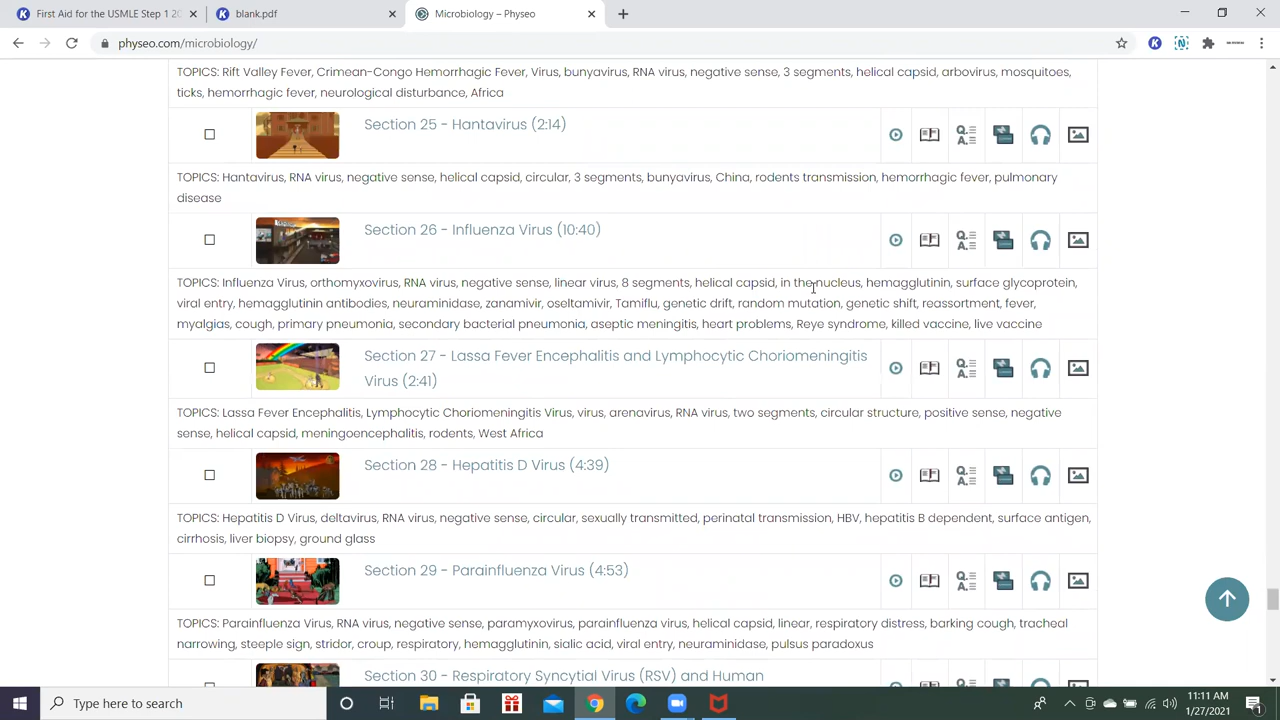 First Aid for the USMLE Step 1 20
blank.pdf
Microbiology – Physeo
physeo.com/microbiology/
TOPICS: Rift Valley Fever, Crimean-Congo Hemorrhagic Fever, Virus, bunyavirus, RNA virus, negative sense, 3 segments, helical capsid, arbovirus, mosquitoes,
ticks, hemorrhagic fever, neurological disturbance, Africa
Section 25 - Hantavirus (2:14)
TOPICS: Hantavirus, RNA virus, negative sense, helical capsid, circular, 3 segments, bunyavirus, China, rodents transmission, hemorrhagic fever, pulmonary
disease
Section 26 - Influenza Virus (10:40)
TOPICS: Influenza Virus, orthomyxovirus, RNA virus, negative sense, linear virus, 8 segments, helical capsid, in the nucleus, hemagglutinin, surface glycoprotein,
viral entry, hemagglutinin antibodies, neuraminidase, zanamivir, oseltamivir, Tamiflu, genetic drift, random mutation, genetic shift, reassortment, fever,
myalgias, cough, primary pneumonia, secondary bacterial pneumonia, aseptic meningitis, heart problems, Reye syndrome, killed vaccine, live vaccine
Section 27 - Lassa Fever Encephalitis and Lymphocytic Choriomeningitis
Virus (2:41)
TOPICS: Lassa Fever Encephalitis, Lymphocytic Choriomeningitis Virus, virus, arenavirus, RNA virus, two segments, circular structure, positive sense, negative
sense, helical capsid, meningoencephalitis, rodents, West Africa
Section 28 - Hepatitis D Virus (4:39)
TOPICS: Hepatitis D Virus, deltavirus, RNA virus, negative sense, circular, sexually transmitted, perinatal transmission, HBV, hepatitis B dependent, surface antigen,
cirrhosis, liver biopsy, ground glass
Section 29 - Parainfluenza Virus (4:53)
TOPICS: Parainfluenza Virus, RNA virus, negative sense, paramyxovirus, parainfluenza virus, helical capsid, linear, respiratory distress, barking cough, tracheal
narrowing, steeple sign, stridor, croup, respiratory, hemagglutinin, sialic acid, viral entry, neuraminidase, pulsus paradoxus
Section 30 - Respiratory Syncytial Virus (RSV) and Human
Type here to search
11:11 AM
1/27/2021